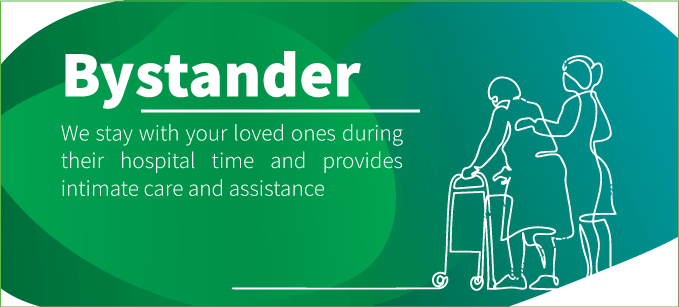 Bystander
We stay with your loved ones during
their hospital time and provides
intimate care and assistance